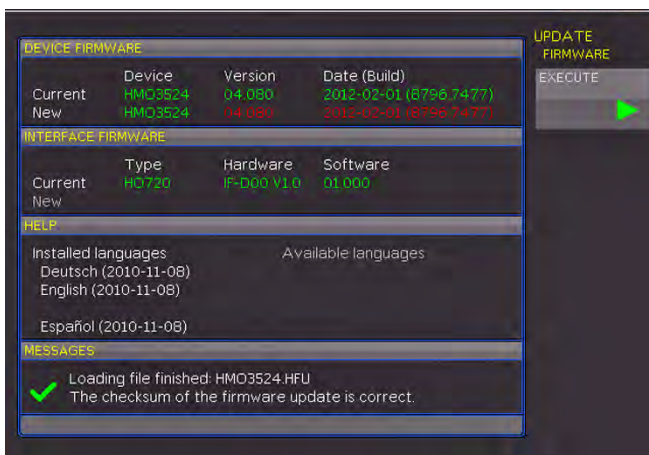 UPDATE
FIRMWARE
EXECUTE
DEVICE FIRMWARE
Device Version Date (Build)
Current HMO3524 04.080 2012-02-01 (8796.7477)
New HMO3524 04.080 2012-02-01 (8796.7477)
INTERFACE FIRMWARE
Type Hardware Software
Current HO720 IF-D00 V1.0 01.000
New
HELP
Installed languages Available languages
Deutsch (2010-11-08)
English (2010-11-08)
Español (2010-11-08)
MESSAGES
Loading file finished: HMO3524.HFU
The checksum of the firmware update is correct.